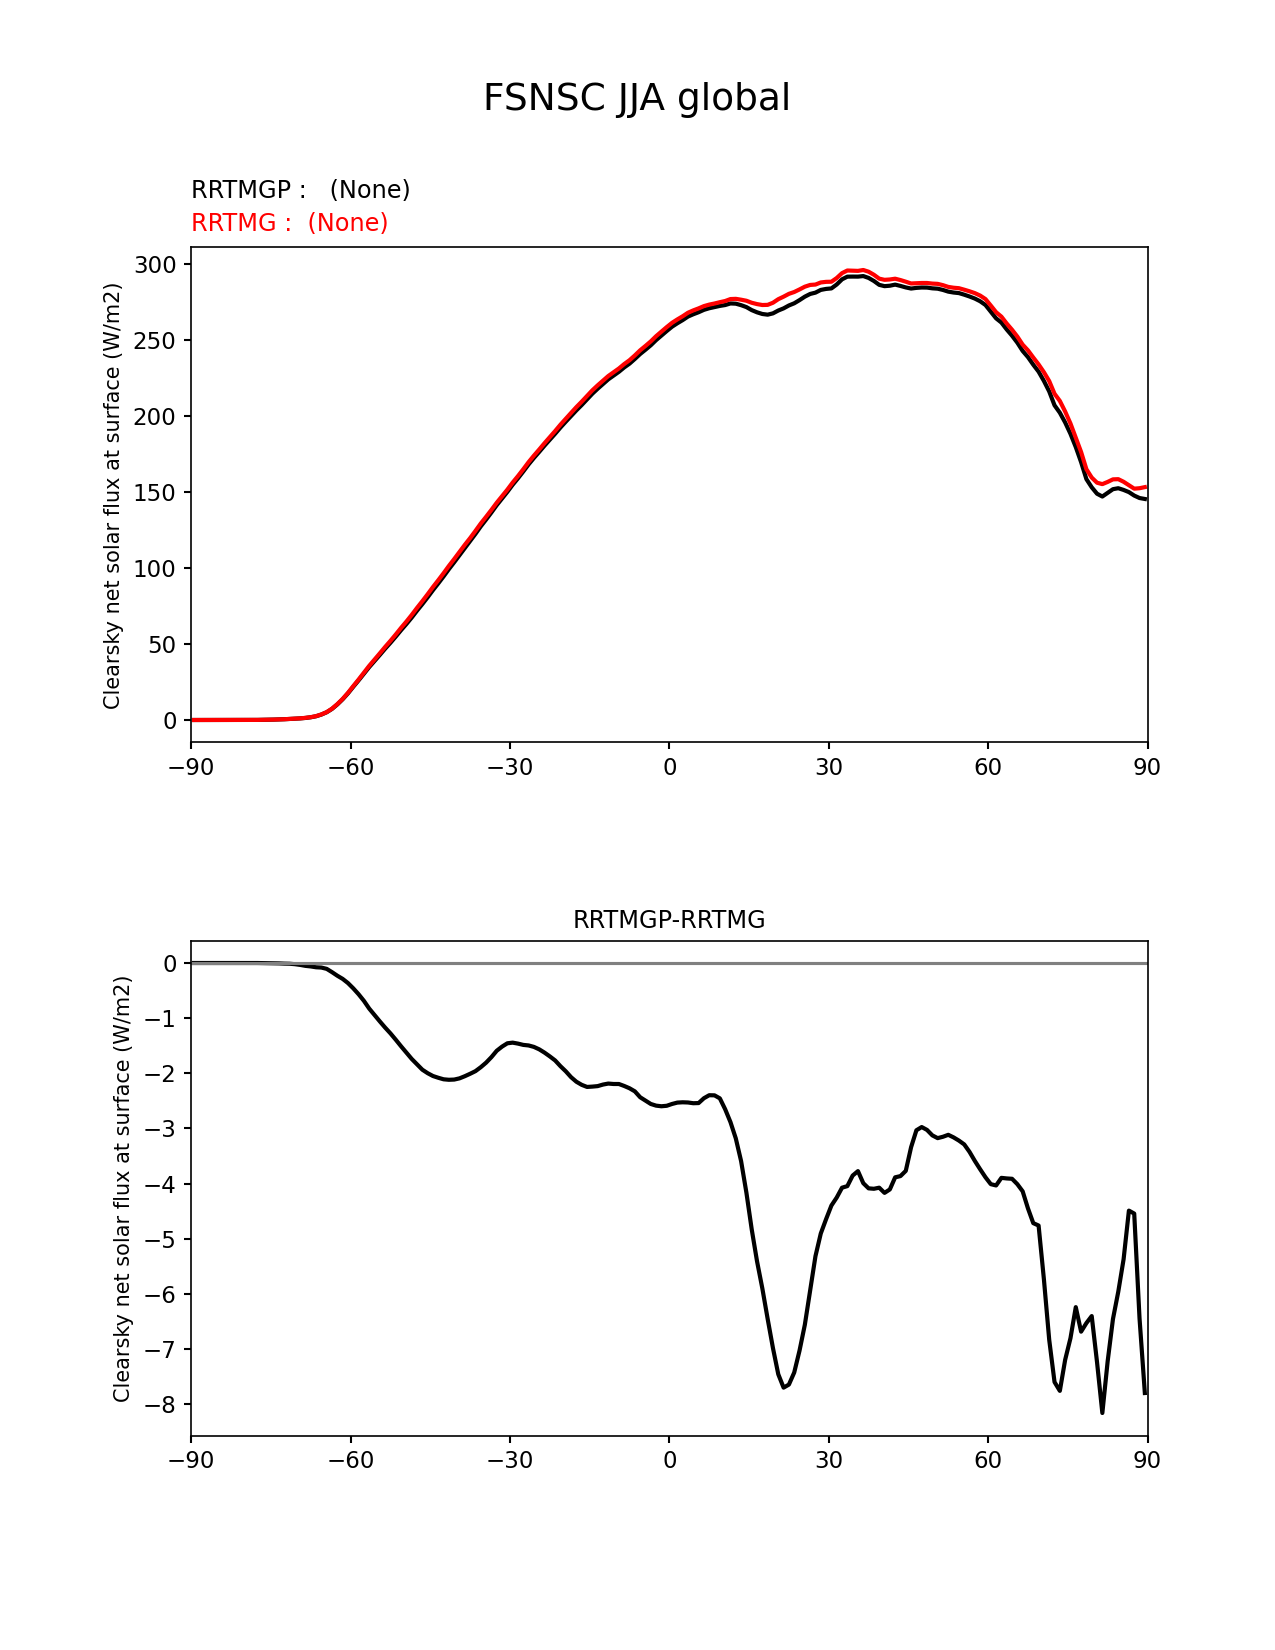 FSNSC JJA global
RRTMGP :   (None)
RRTMG :  (None)
Clearsky net solar flux at surface (W/m2)
300
250
200
150
100
50
0
−90 −60 −30 0 30 60 90
RRTMGP-RRTMG
Clearsky net solar flux at surface (W/m2)
0
−1
−2
−3
−4
−5
−6
−7
−8
−90 −60 −30 0 30 60 90